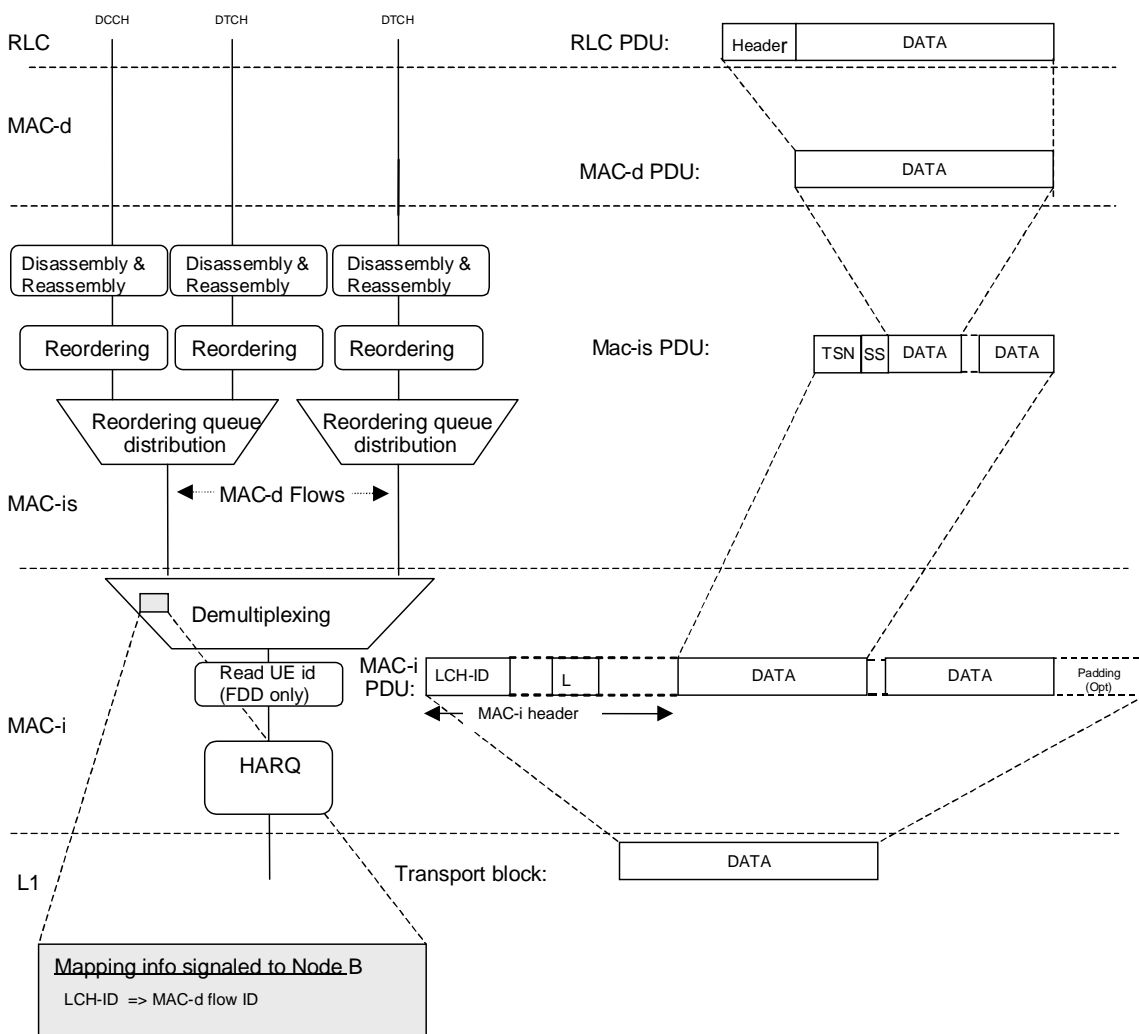 DCCH
DTCH
DTCH
RLC
RLC PDU:
Header
DATA
MAC-d
MAC-d PDU:
DATA
Disassembly &
Reassembly
Disassembly &
Reassembly
Disassembly &
Reassembly
Reordering
Reordering
Reordering
Mac-is PDU:
TSN
SS
DATA
DATA
Reordering queue
distribution
Reordering queue
distribution
MAC-d Flows
MAC-is
Demultiplexing
Read UE id
(FDD only)
MAC-i
PDU:
LCH-ID
L
DATA
DATA
Padding
(Opt)
MAC-i header
MAC-i
HARQ
Transport block:
DATA
L1
Mapping info signaled to Node B
LCH-ID => MAC-d flow ID